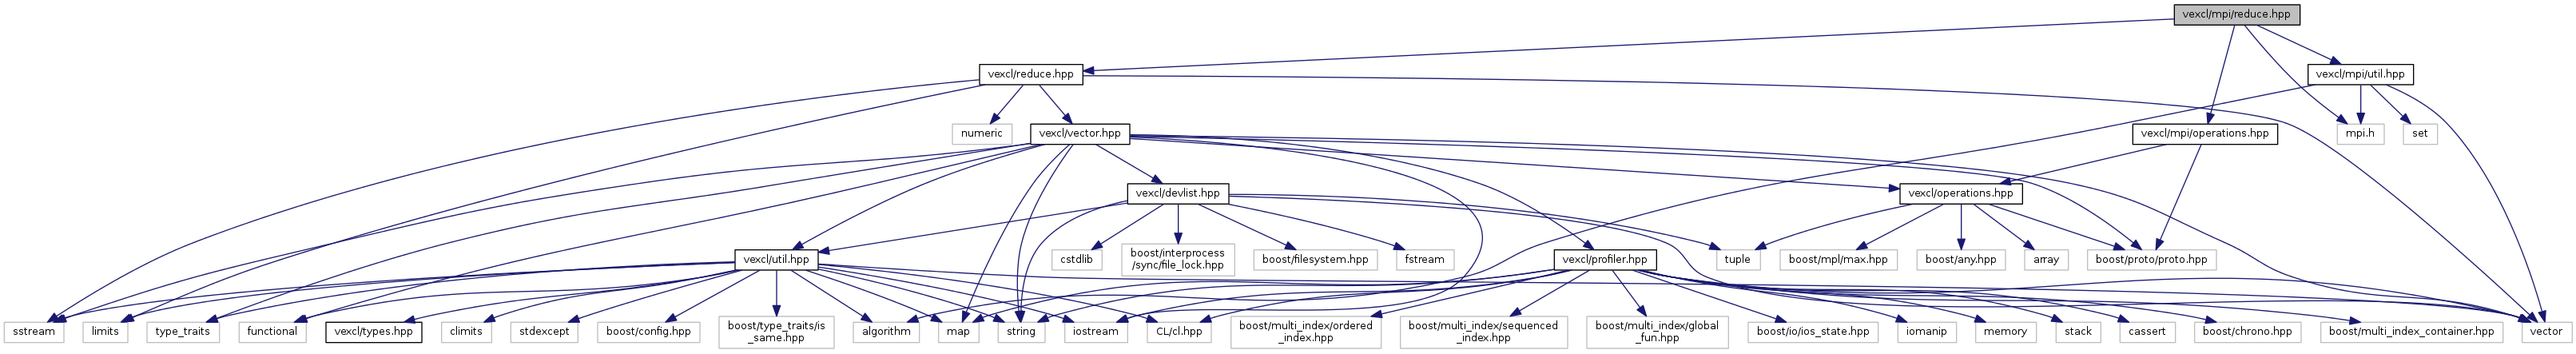 vexcl/mpi/reduce.hpp
vexcl/reduce.hpp
vexcl/mpi/util.hpp
numeric
vexcl/vector.hpp
vexcl/mpi/operations.hpp
mpi.h
set
vexcl/devlist.hpp
vexcl/operations.hpp
vexcl/util.hpp
cstdlib
boost/interprocess
/sync/file_lock.hpp
boost/filesystem.hpp
fstream
vexcl/profiler.hpp
tuple
boost/mpl/max.hpp
boost/any.hpp
array
boost/proto/proto.hpp
sstream
limits
type_traits
functional
vexcl/types.hpp
climits
stdexcept
boost/config.hpp
boost/type_traits/is
_same.hpp
algorithm
map
string
iostream
CL/cl.hpp
boost/multi_index/ordered
_index.hpp
boost/multi_index/sequenced
_index.hpp
boost/multi_index/global
_fun.hpp
boost/io/ios_state.hpp
iomanip
memory
stack
cassert
boost/chrono.hpp
boost/multi_index_container.hpp
vector